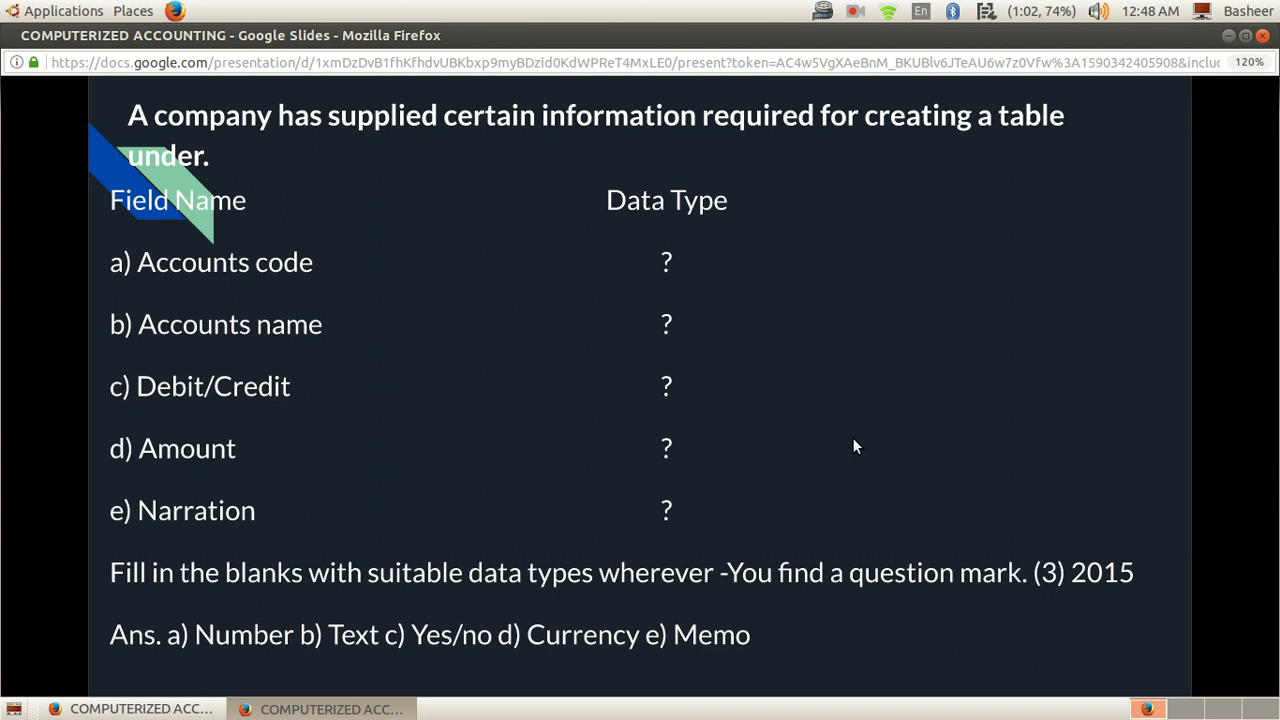 Applications Places En (1:02, 74%) 12:48 AM Basheer
COMPUTERIZED ACCOUNTING - Google Slides - Mozilla Firefox
https://docs.google.com/presentation/d/1xmDzDvB1fhKfhdvUBKbxp9myBDzid0KdWPReT4MxLE0/present?token=AC4w5VgXAeBnM_BKUBlv6JTeAU6w7z0Vfw%3A1590342405908&inclu 120%
A company has supplied certain information required for creating a table
under.
Field Name Data Type
a) Accounts code ?
b) Accounts name ?
c) Debit/Credit ?
d) Amount ?
e) Narration ?
Fill in the blanks with suitable data types wherever -You find a question mark. (3) 2015
Ans. a) Number b) Text c) Yes/no d) Currency e) Memo
COMPUTERIZED ACC... COMPUTERIZED ACC...